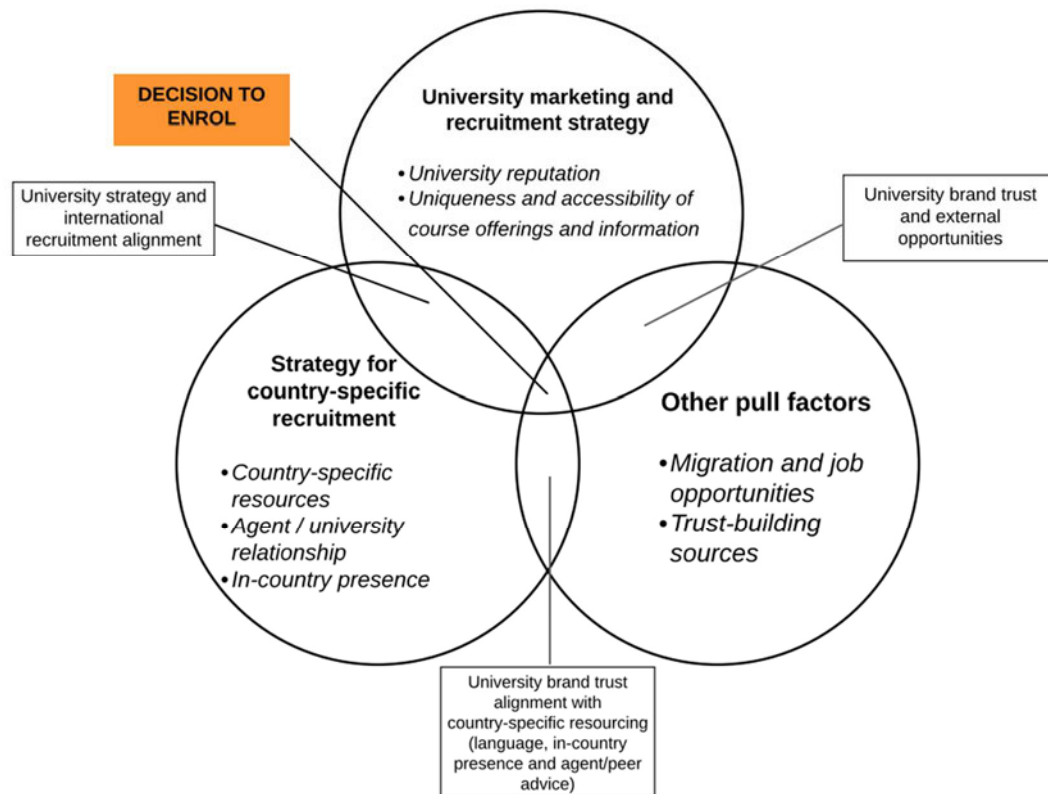 DECISION TO
ENROL
University marketing and
recruitment strategy
•University reputation
•Uniqueness and accessibility of
course offerings and information
University strategy and
international
recruitment alignment
University brand trust
and external
opportunities
Strategy for
country-specific
recruitment
•Country-specific
resources
•Agent / university
relationship
•In-country presence
Other pull factors
•Migration and job
opportunities
•Trust-building
sources
University brand trust
alignment with
country-specific resourcing
(language, in-country
presence and agent/peer
advice)